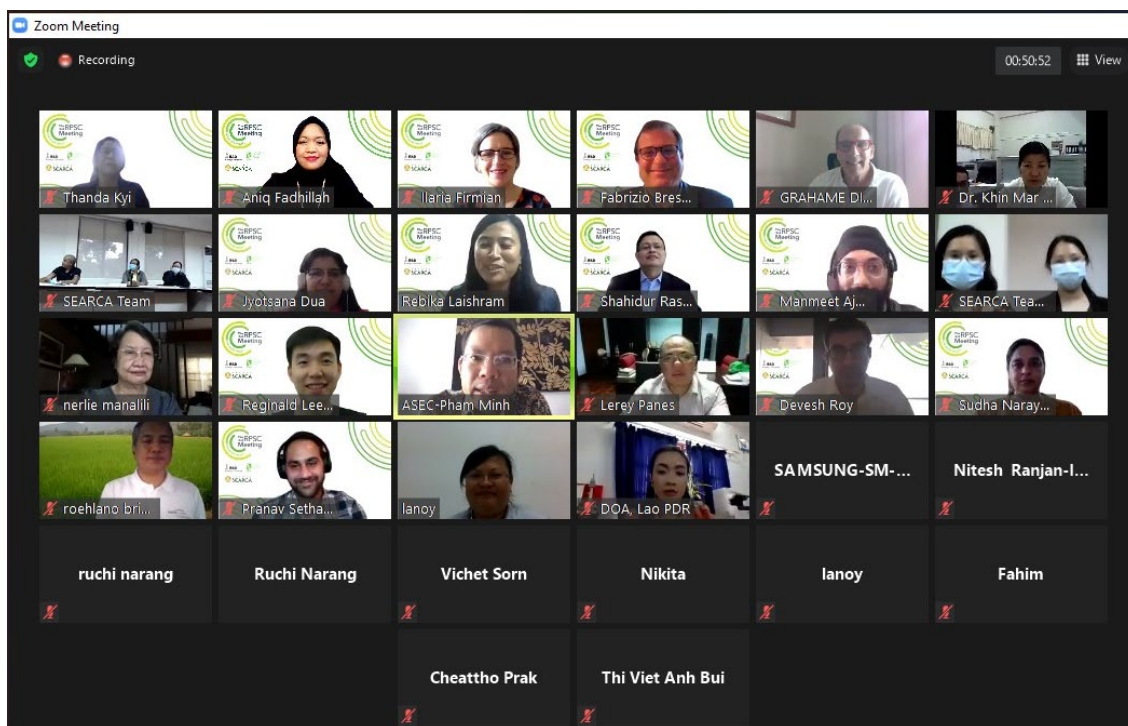 Zoom Meeting
Recording
00:50:52
View
Thanda Kyi
Aniq Fadhillah
Ilaria Firmian
Fabrizio Bres...
GRAHAME DI...
Dr. Khin Mar ...
SEARCA Team
Jyotsana Dua
Rebika Laishram
Shahidur Ras...
Manmeet Aj...
SEARCA Tea...
nerlie manalili
Reginald Lee...
ASEC-Pham Minh
Lerey Panes
Devesh Roy
Sudha Naray...
roehlano bri...
Pranav Setha...
lanoy
DOA, Lao PDR
SAMSUNG-SM-...
Nitesh Ranjan-I...
ruchi narang
Ruchi Narang
Vichet Sorn
Nikita
lanoy
Fahim
Cheattho Prak
Thi Viet Anh Bui